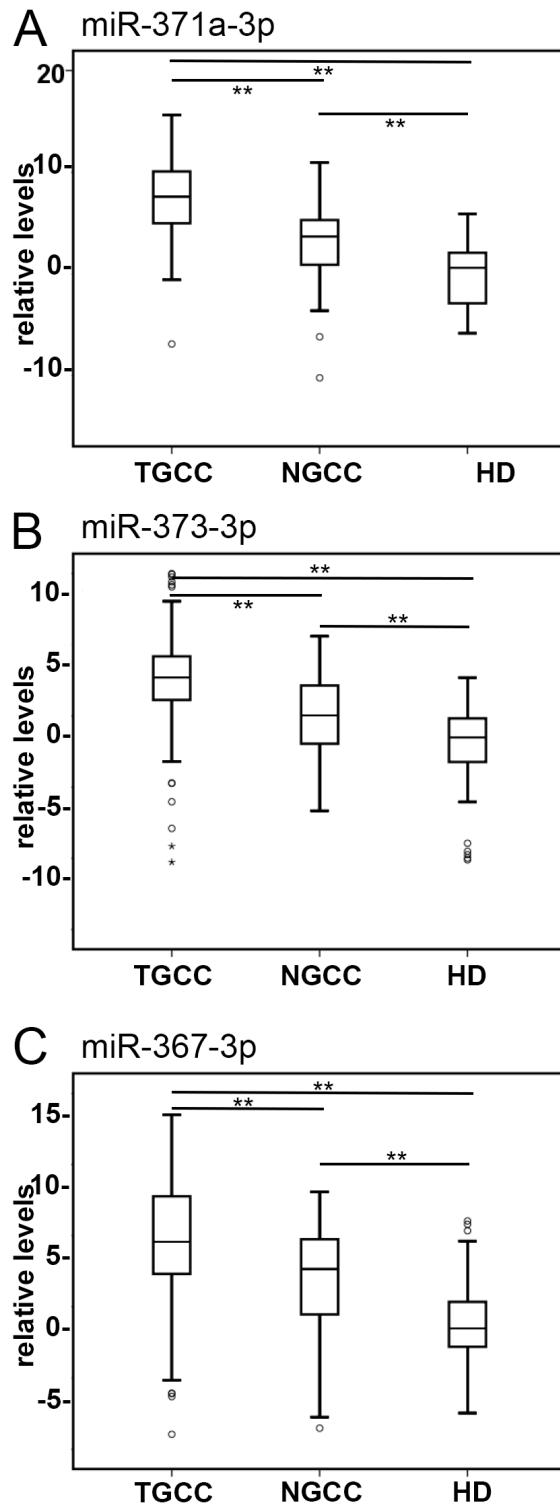 A miR-371a-3p
relative levels
20
10
0
-10
**
**
**
TGCC NGCC HD
B miR-373-3p
relative levels
10
5
0
-5
-10
**
**
**
TGCC NGCC HD
C miR-367-3p
relative levels
15
10
5
0
-5
**
**
**
TGCC NGCC HD